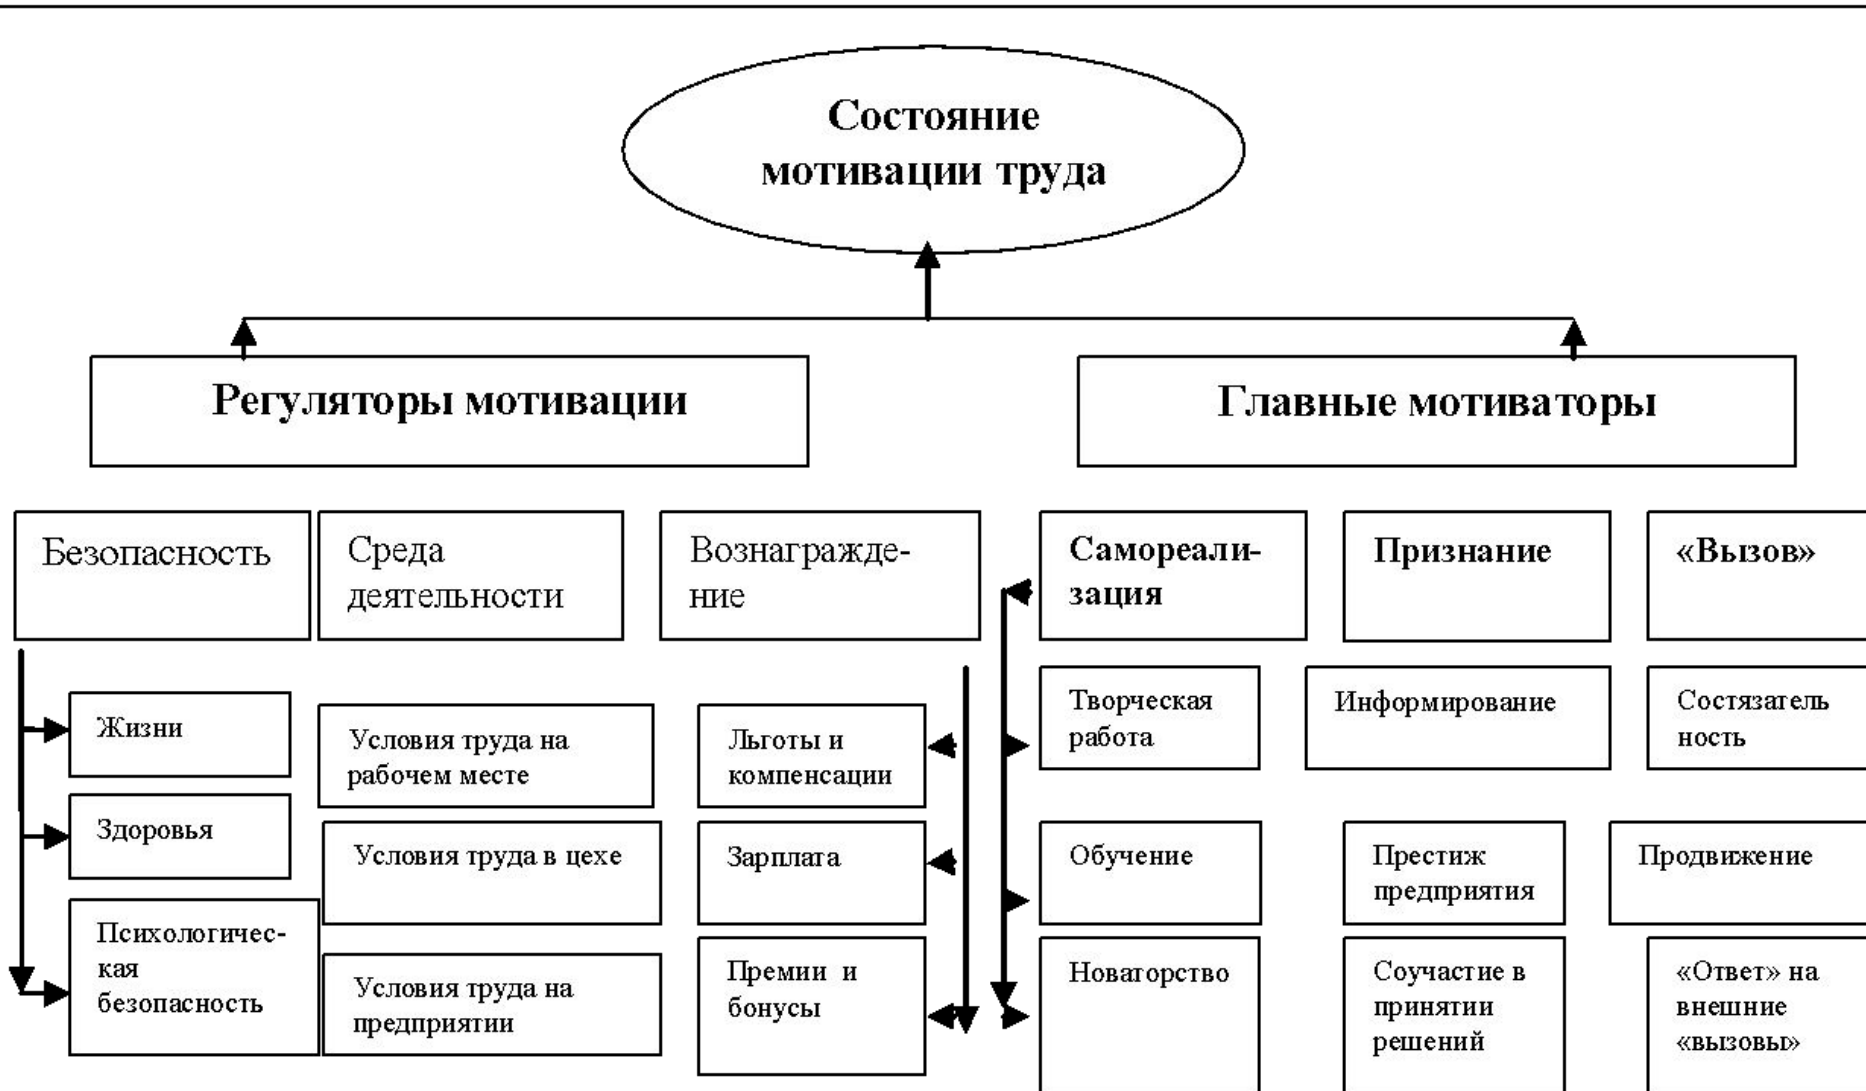 Состояние
мотивации труда
Регуляторы мотивации
Главные мотиваторы
Безопасность
Среда
деятельности
Вознагражде-
ние
Самореали-
зация
Признание
«Вызов»
Жизни
Здоровья
Психологичес-
кая
безопасность
Условия труда на
рабочем месте
Условия труда в цехе
Условия труда на
предприятии
Льготы и
компенсации
Зарплата
Премии и
бонусы
Творческая
работа
Обучение
Новаторство
Информирование
Престиж
предприятия
Соучастие в
принятии
решений
Состязатель
ность
Продвижение
«Ответ» на
внешние
«вызовы»